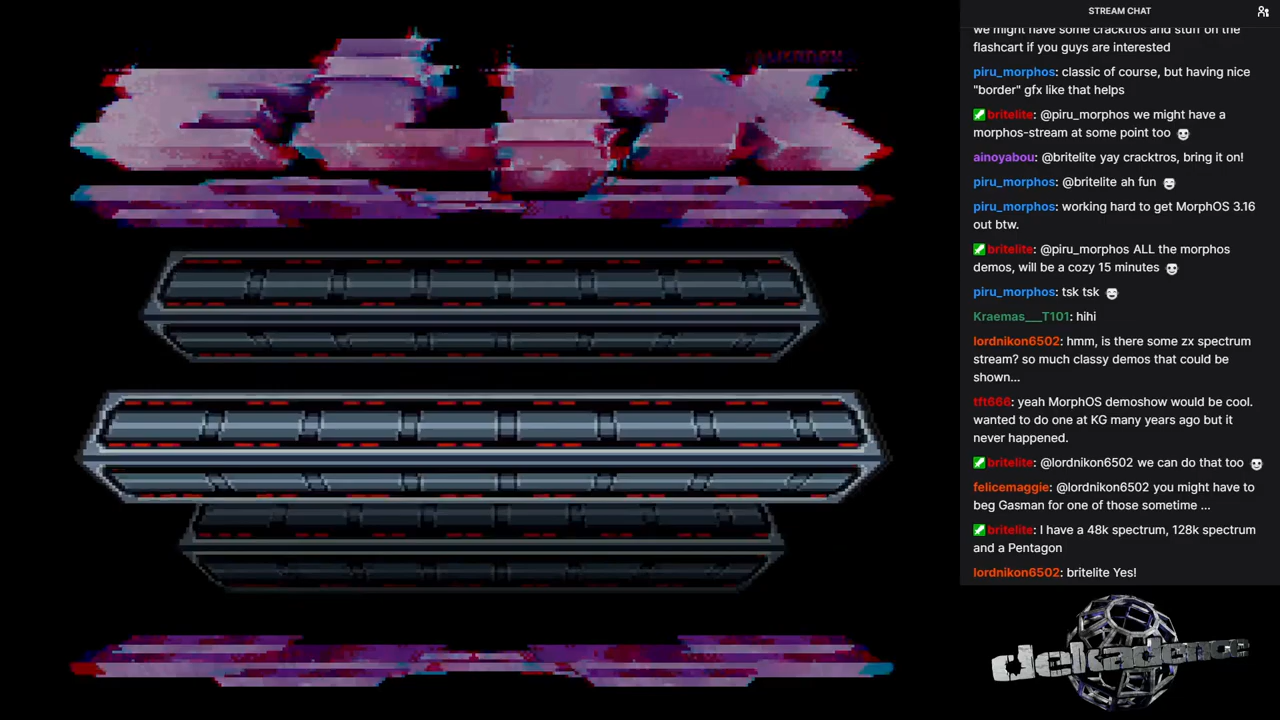 STREAM CHAT
we might have some cracktros and stuff on the
flashcart if you guys are interested
piru_morphos: classic of course, but having nice
"border" gfx like that helps
britelite: @piru_morphos we might have a
morphos-stream at some point too
ainoyabou: @britelite yay cracktros, bring it on!
piru_morphos: @britelite ah fun
piru_morphos: working hard to get MorphOS 3.16
out btw.
britelite: @piru_morphos ALL the morphos
demos, will be a cozy 15 minutes
piru_morphos: tsk tsk
Kraemas___T101: hihi
lordnikon6502: hmm, is there some zx spectrum
stream? so much classy demos that could be
shown...
tft666: yeah MorphOS demoshow would be cool.
wanted to do one at KG many years ago but it
never happened.
britelite: @lordnikon6502 we can do that too
felicemaggie: @lordnikon6502 you might have to
beg Gasman for one of those sometime ...
britelite: I have a 48k spectrum, 128k spectrum
and a Pentagon
lordnikon6502: britelite Yes!
dekadence